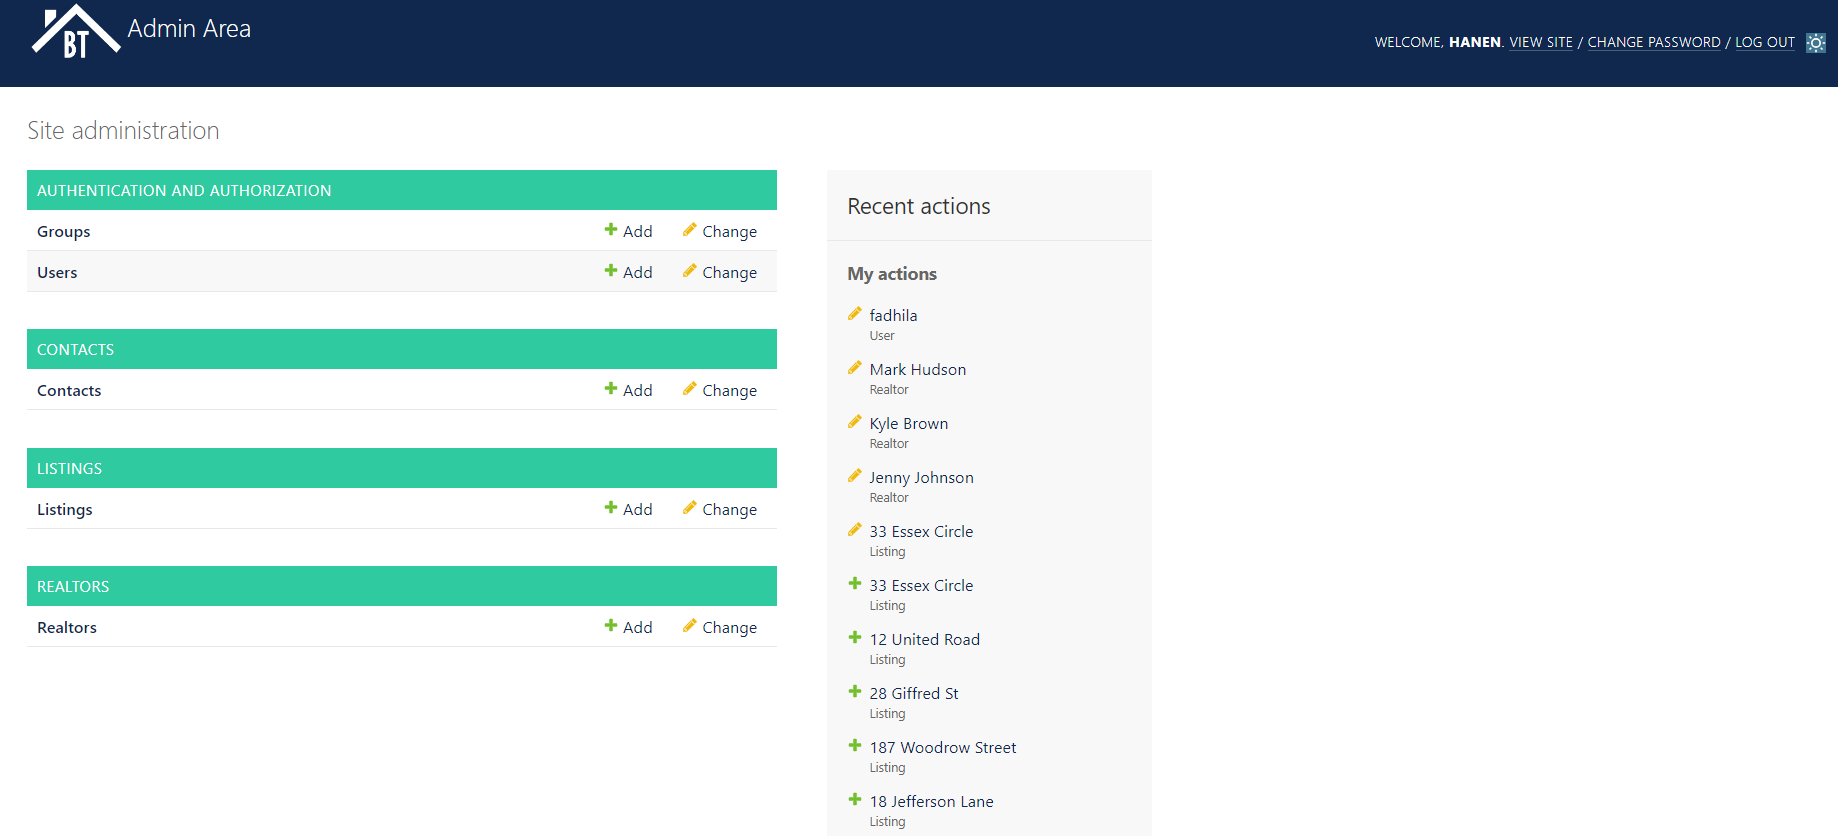 BT Admin Area
WELCOME, HANEN. VIEW SITE / CHANGE PASSWORD / LOG OUT
Site administration
AUTHENTICATION AND AUTHORIZATION
Groups Add Change
Users Add Change
CONTACTS
Contacts Add Change
LISTINGS
Listings Add Change
REALTORS
Realtors Add Change
Recent actions
My actions
fadhila
User
Mark Hudson
Realtor
Kyle Brown
Realtor
Jenny Johnson
Realtor
33 Essex Circle
Listing
33 Essex Circle
Listing
12 United Road
Listing
28 Giffred St
Listing
187 Woodrow Street
Listing
18 Jefferson Lane
Listing